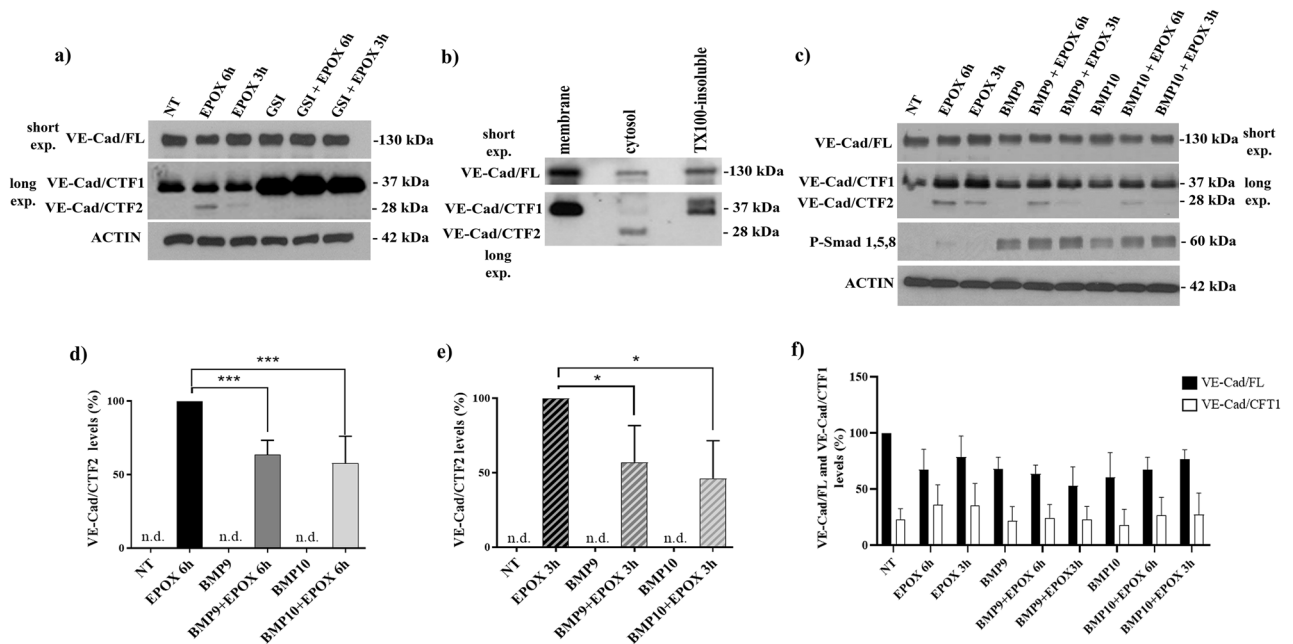 a)
NT
EPOX 6h
EPOX 3h
GSI
GSI + EPOX 6h
GSI + EPOX 3h
short exp.
VE-Cad/FL
-130 kDa
long exp.
VE-Cad/CTF1
- 37 kDa
VE-Cad/CTF2
- 28 kDa
ACTIN
- 42 kDa
b)
membrane
cytosol
TX100-insoluble
short exp.
VE-Cad/FL
-130 kDa
VE-Cad/CTF1
- 37 kDa
VE-Cad/CTF2
- 28 kDa
long exp.
c)
NT
EPOX 6h
EPOX 3h
BMP9
BMP9 + EPOX 6h
BMP9 + EPOX 3h
BMP10
BMP10 + EPOX 6h
BMP10 + EPOX 3h
VE-Cad/FL
-130 kDa
short exp.
VE-Cad/CTF1
- 37 kDa
long exp.
VE-Cad/CTF2
- 28 kDa
P-Smad 1,5,8
- 60 kDa
ACTIN
- 42 kDa
d)
VE-Cad/CTF2 levels (%)
100
50
0
***
***
n.d.
n.d.
n.d.
NT
EPOX 6h
BMP9
BMP9+EPOX 6h
BMP10
BMP10+EPOX 6h
e)
VE-Cad/CTF2 levels (%)
100
50
0
*
*
n.d.
n.d.
n.d.
NT
EPOX 3h
BMP9
BMP9+EPOX 3h
BMP10
BMP10+EPOX 3h
f)
VE-Cad/FL and VE-Cad/CTF1
levels (%)
150
100
50
0
VE-Cad/FL
VE-Cad/CFT1
NT
EPOX 6h
EPOX 3h
BMP9
BMP9+EPOX 6h
BMP9+EPOX3h
BMP10
BMP10+EPOX 6h
BMP10+EPOX 3h